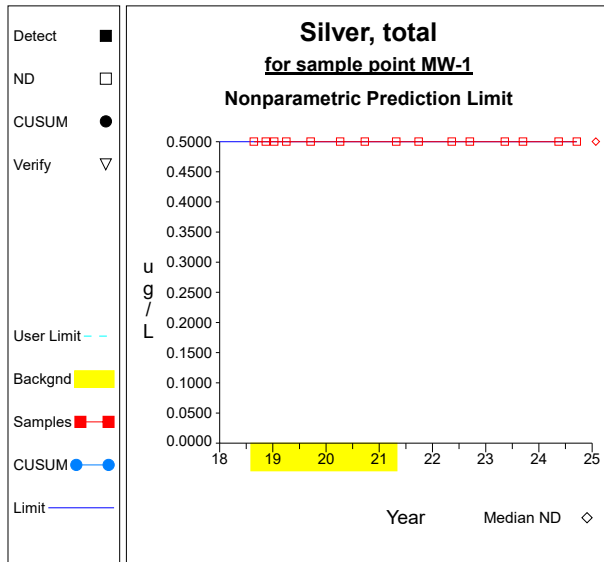 Detect
ND
CUSUM
Verify
User Limit
Backgnd
Samples
CUSUM
Limit
Silver, total
for sample point MW-1
Nonparametric Prediction Limit
ug/L
0.5000
0.4500
0.4000
0.3500
0.3000
0.2500
0.2000
0.1500
0.1000
0.0500
0.0000
18 19 20 21 22 23 24 25
Year
Median ND